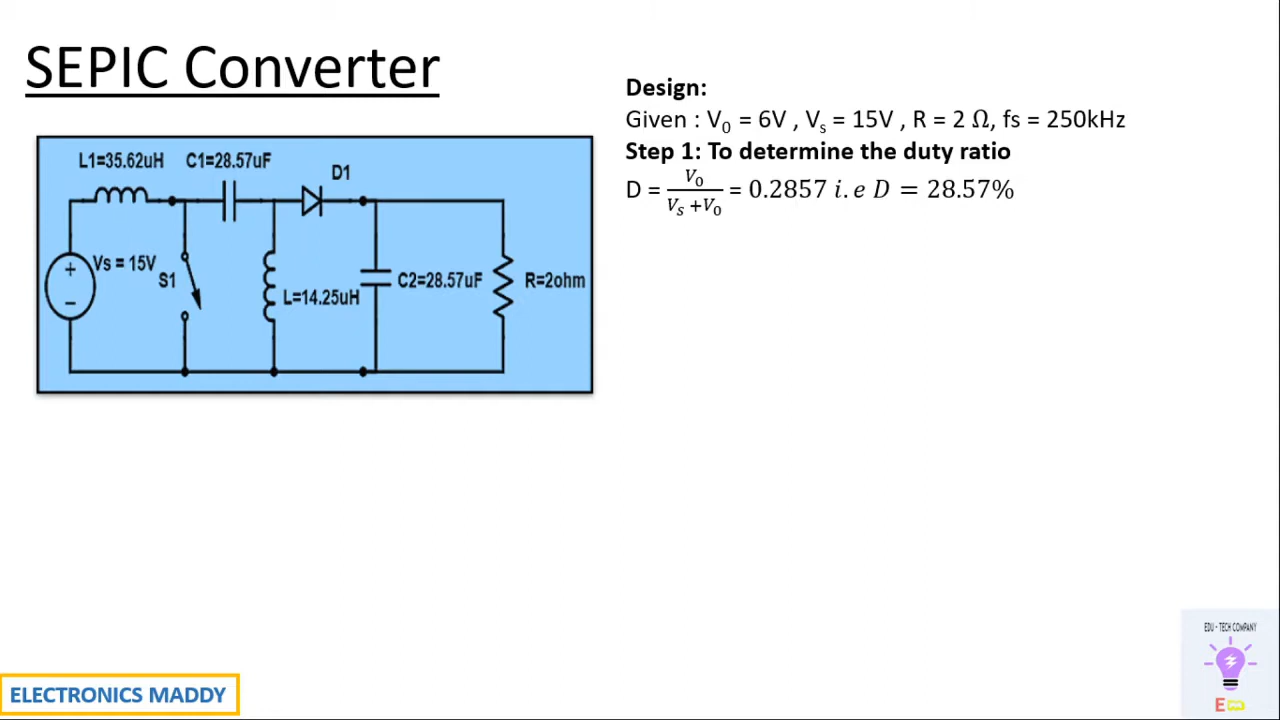 SEPIC Converter
Design:
Given : V₀ = 6V , Vₛ = 15V , R = 2 Ω, fs = 250kHz
Step 1: To determine the duty ratio
D = V₀ / (Vₛ +V₀) = 0.2857 i.e D = 28.57%
L1=35.62uH C1=28.57uF
D1
Vs = 15V
+
−
S1
L=14.25uH
C2=28.57uF
R=2ohm
EDU - TECH COMPANY
E
ELECTRONICS MADDY